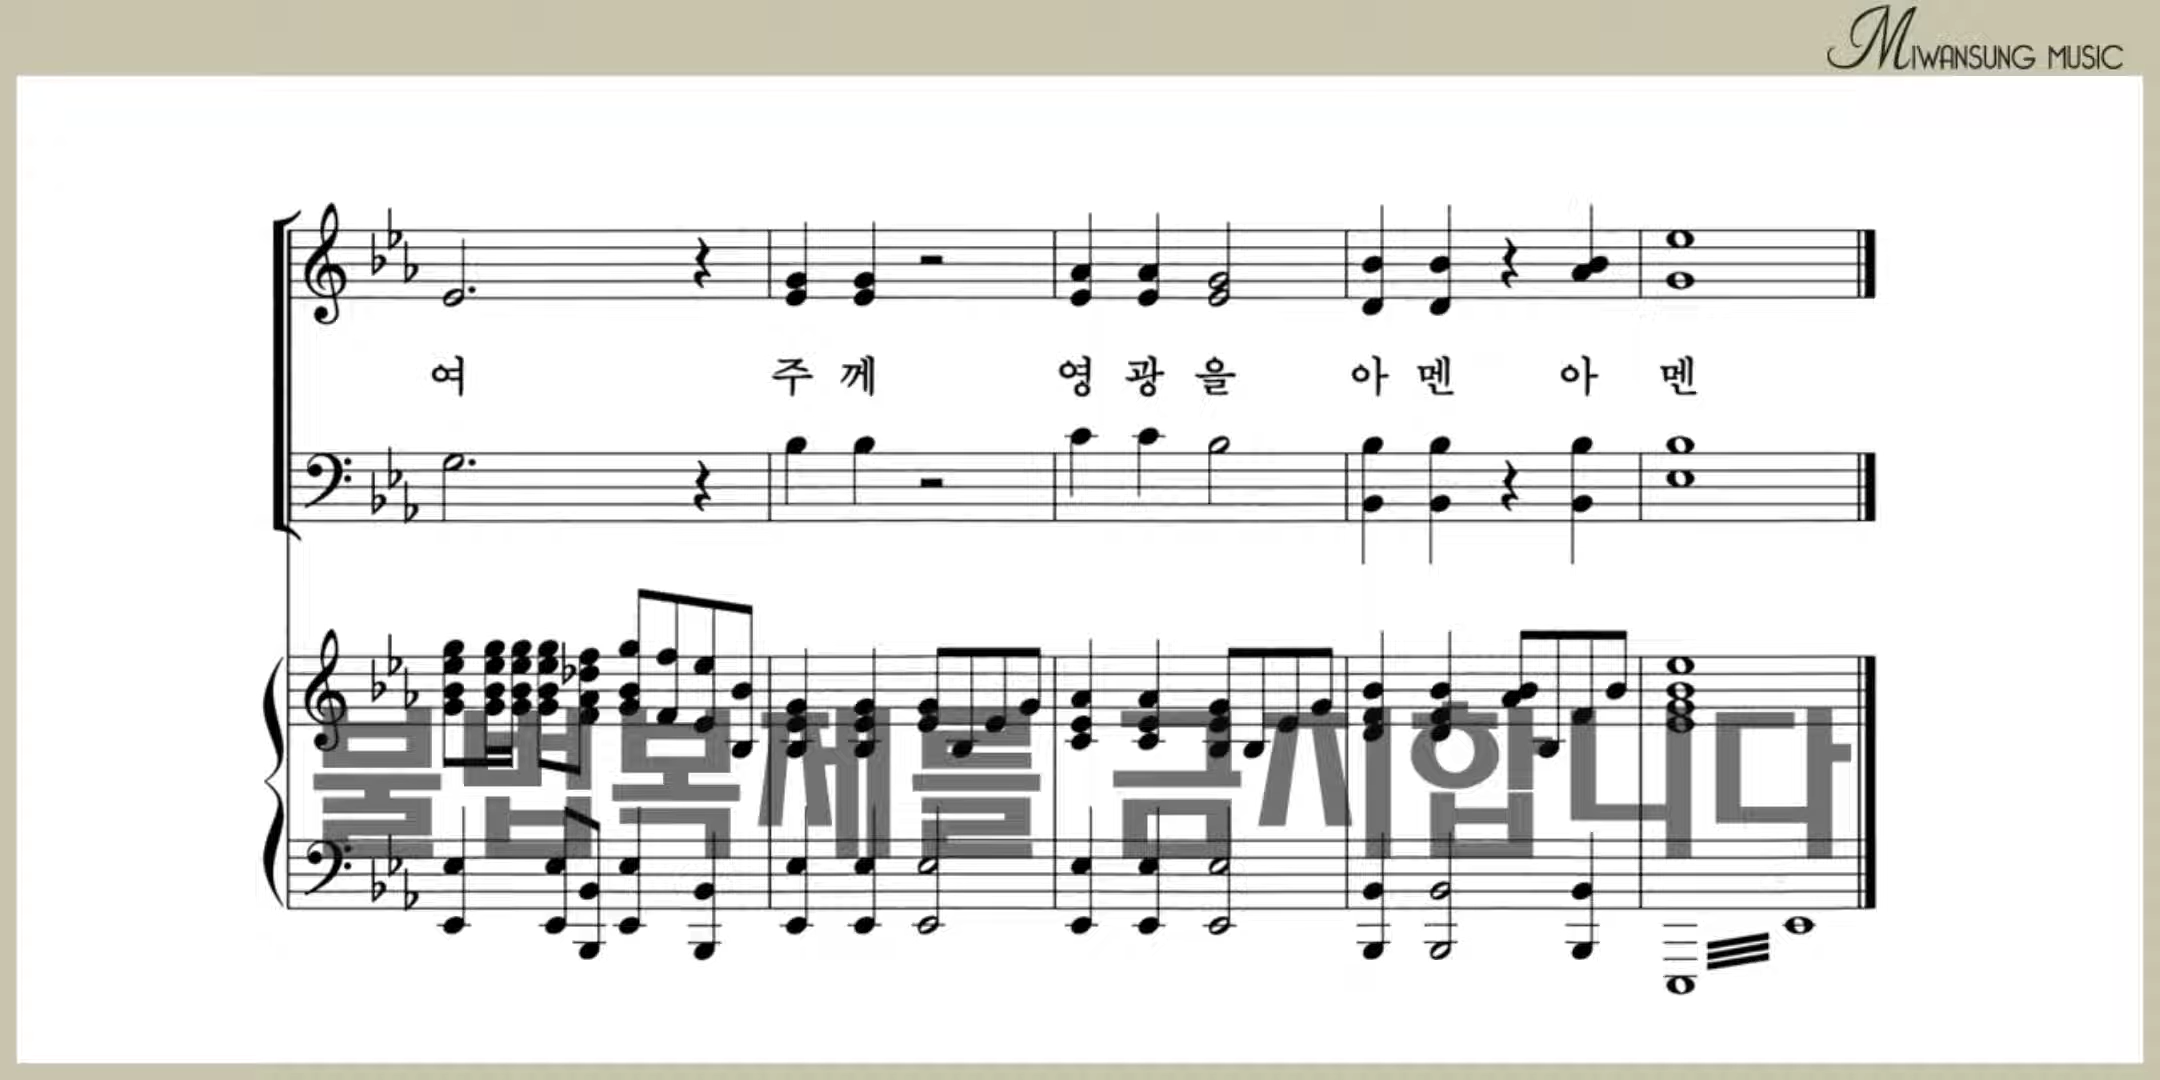 MIWANSUNG MUSIC
여 주 께 영 광 을 아 멘 아 멘
불법복제를 금지합니다